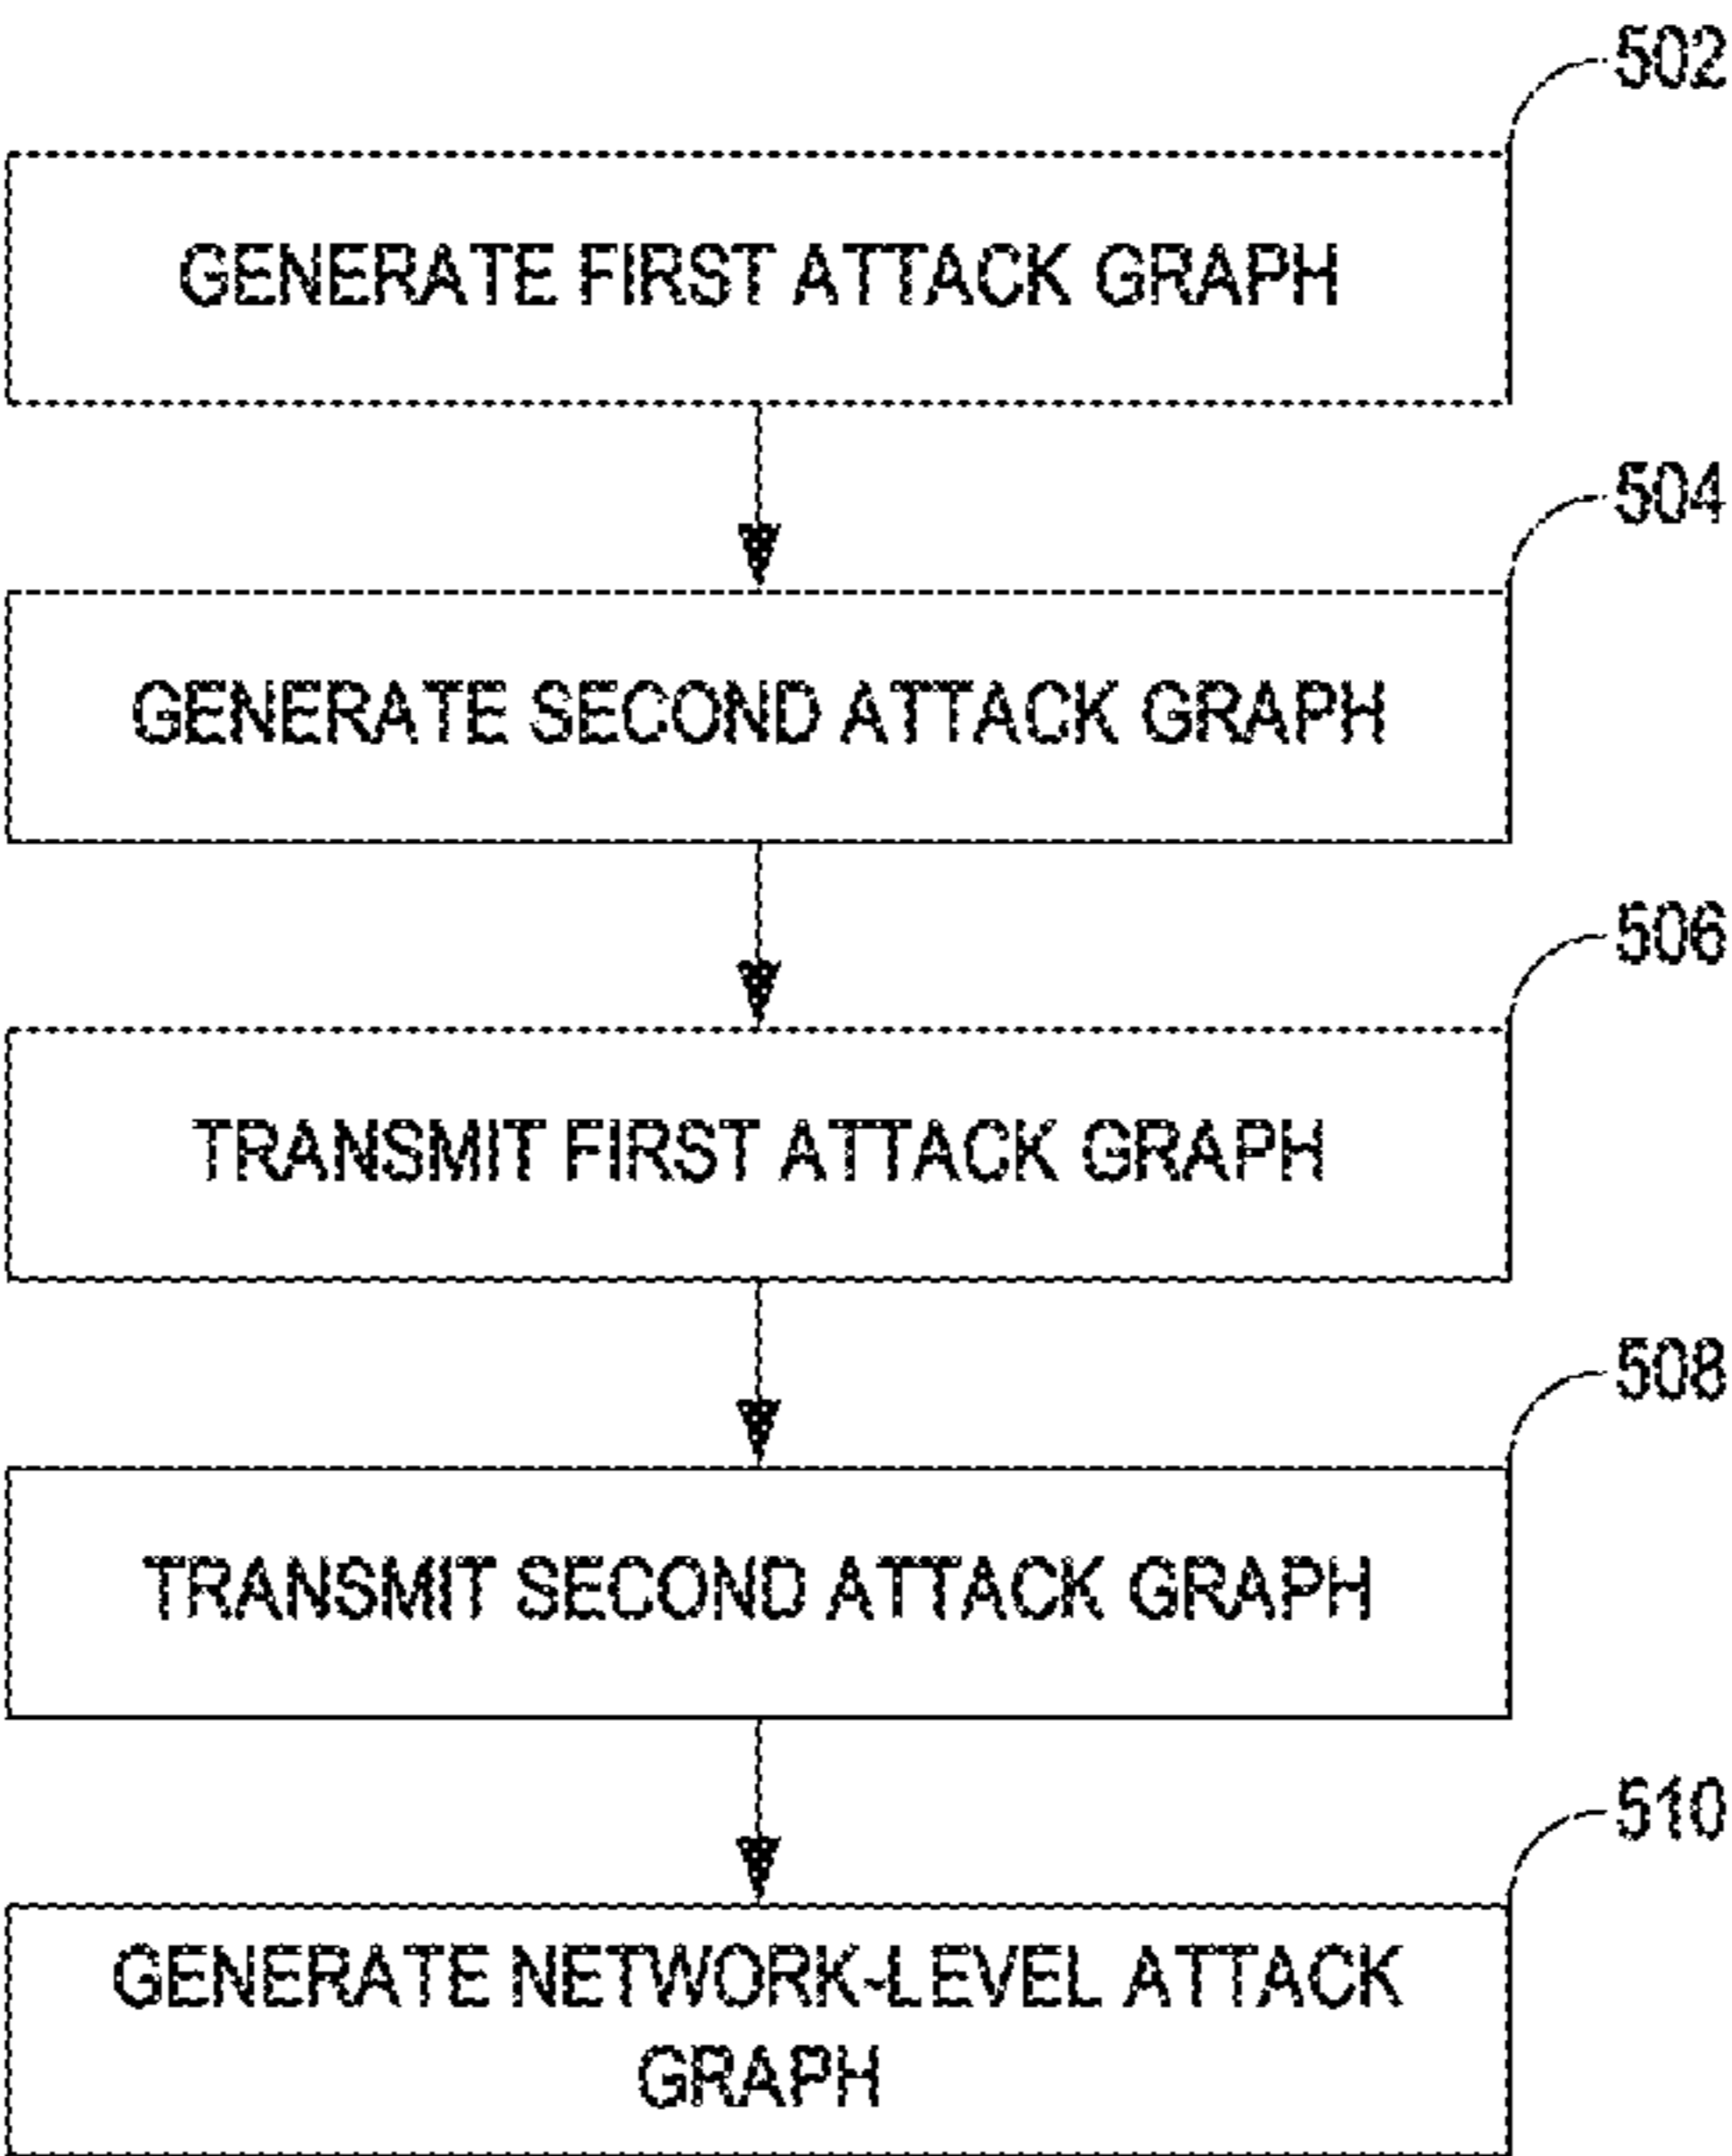 502
GENERATE FIRST ATTACK GRAPH
504
GENERATE SECOND ATTACK GRAPH
506
TRANSMIT FIRST ATTACK GRAPH
508
TRANSMIT SECOND ATTACK GRAPH
510
GENERATE NETWORK-LEVEL ATTACK
GRAPH